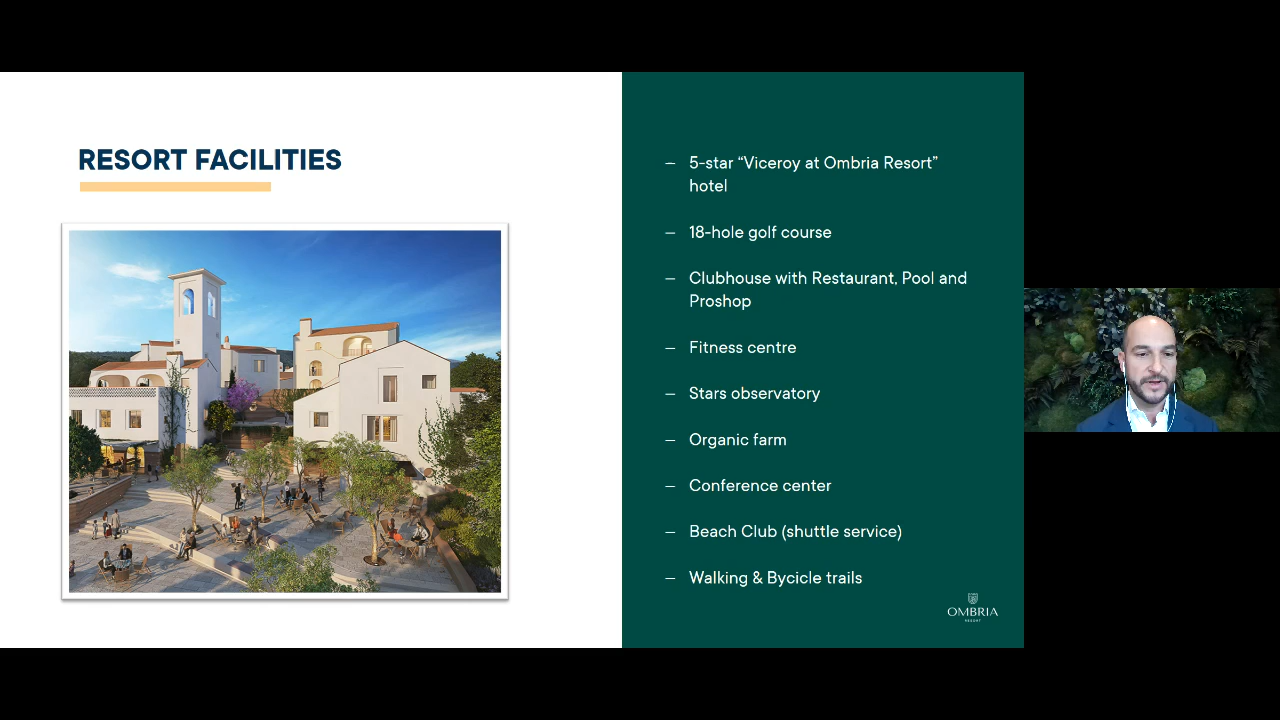 RESORT FACILITIES
– 5-star “Viceroy at Ombria Resort”
hotel
– 18-hole golf course
– Clubhouse with Restaurant, Pool and
Proshop
– Fitness centre
– Stars observatory
– Organic farm
– Conference center
– Beach Club (shuttle service)
– Walking & Bycicle trails
OMBRIA
RESORT